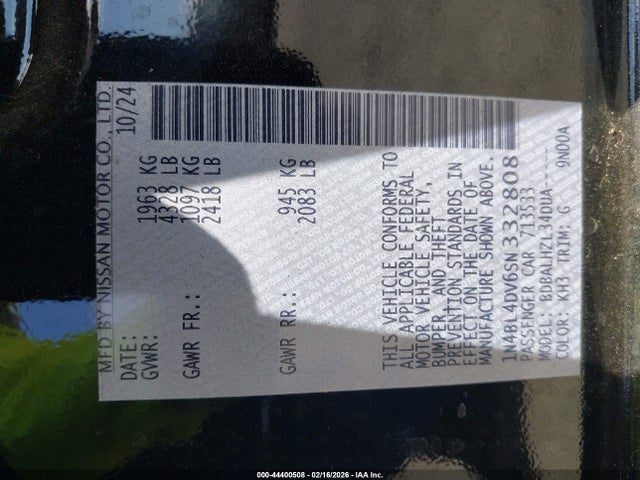 MFD BY NISSAN MOTOR CO., LTD.
DATE: 10/24
GVWR: 1963 KG
4328 LB
GAWR FR.: 1097 KG
2418 LB
GAWR RR.: 945 KG
2083 LB
THIS VEHICLE CONFORMS TO
ALL APPLICABLE FEDERAL
MOTOR VEHICLE SAFETY,
BUMPER, AND THEFT
PREVENTION STANDARDS IN
EFFECT ON THE DATE OF
MANUFACTURE SHOWN ABOVE.
1N4BL4DV6SN332808
PASSENGER CAR 713533
MODEL: BDBALHZL34DUA-----
COLOR: KH3 TRIM: G 9N00A
000-44400508 - 02/16/2026 - IAA Inc.